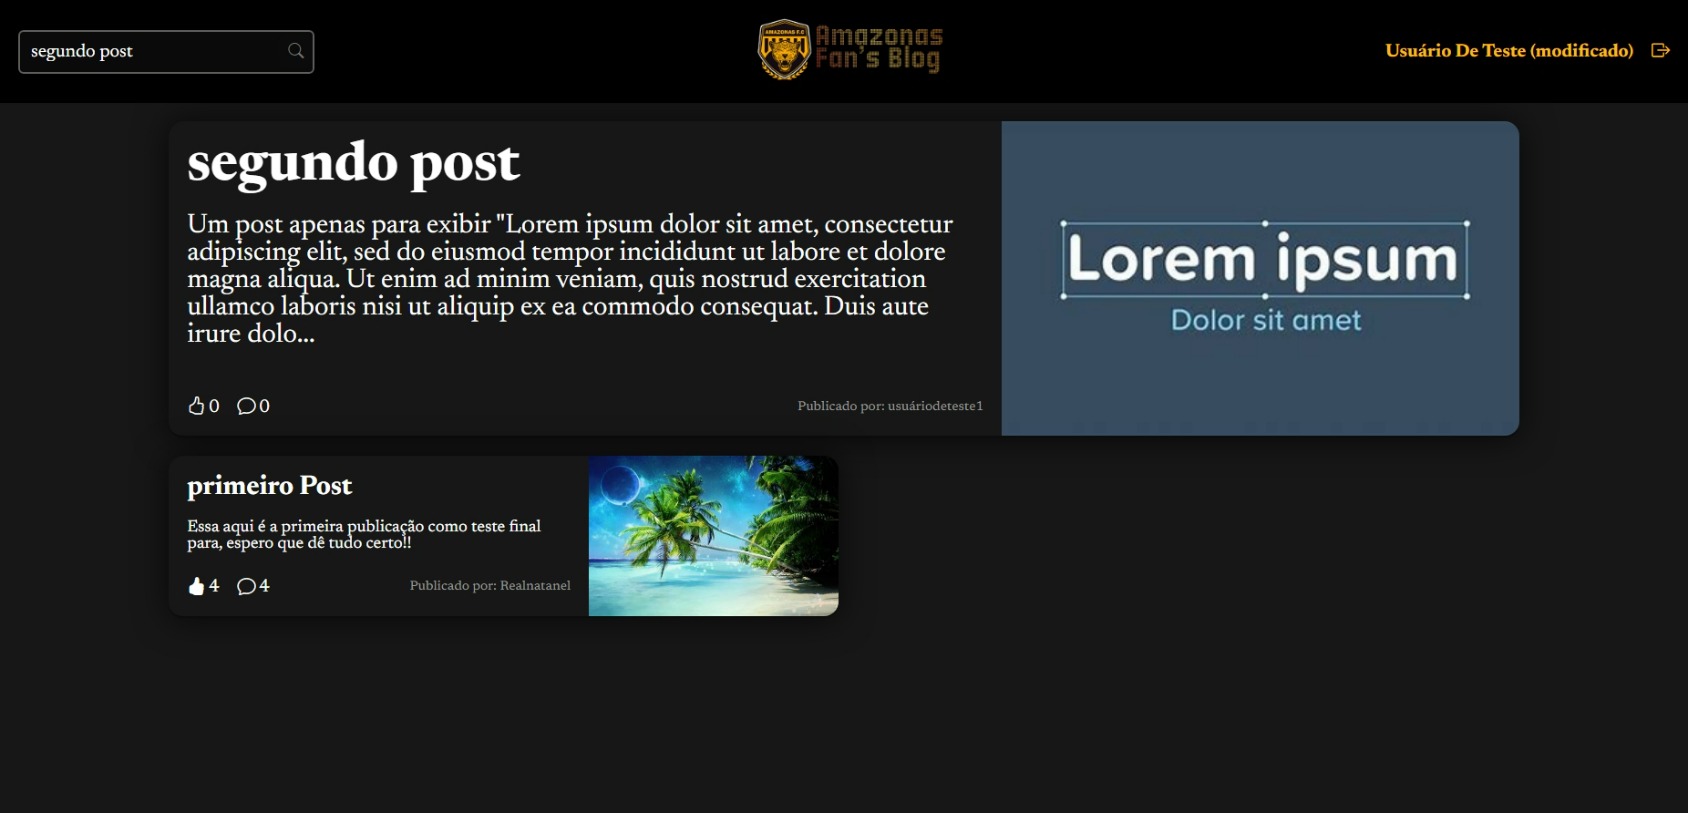 segundo post
AMAZONAS F.C
Amazonas
Fan's Blog
Usuário De Teste (modificado)
segundo post
Um post apenas para exibir "Lorem ipsum dolor sit amet, consectetur
adipiscing elit, sed do eiusmod tempor incididunt ut labore et dolore
magna aliqua. Ut enim ad minim veniam, quis nostrud exercitation
ullamco laboris nisi ut aliquip ex ea commodo consequat. Duis aute
irure dolo...
0 0
Publicado por: usuáriodeteste1
Lorem ipsum
Dolor sit amet
primeiro Post
Essa aqui é a primeira publicação como teste final
para, espero que dê tudo certo!!
4 4
Publicado por: Realnatanel